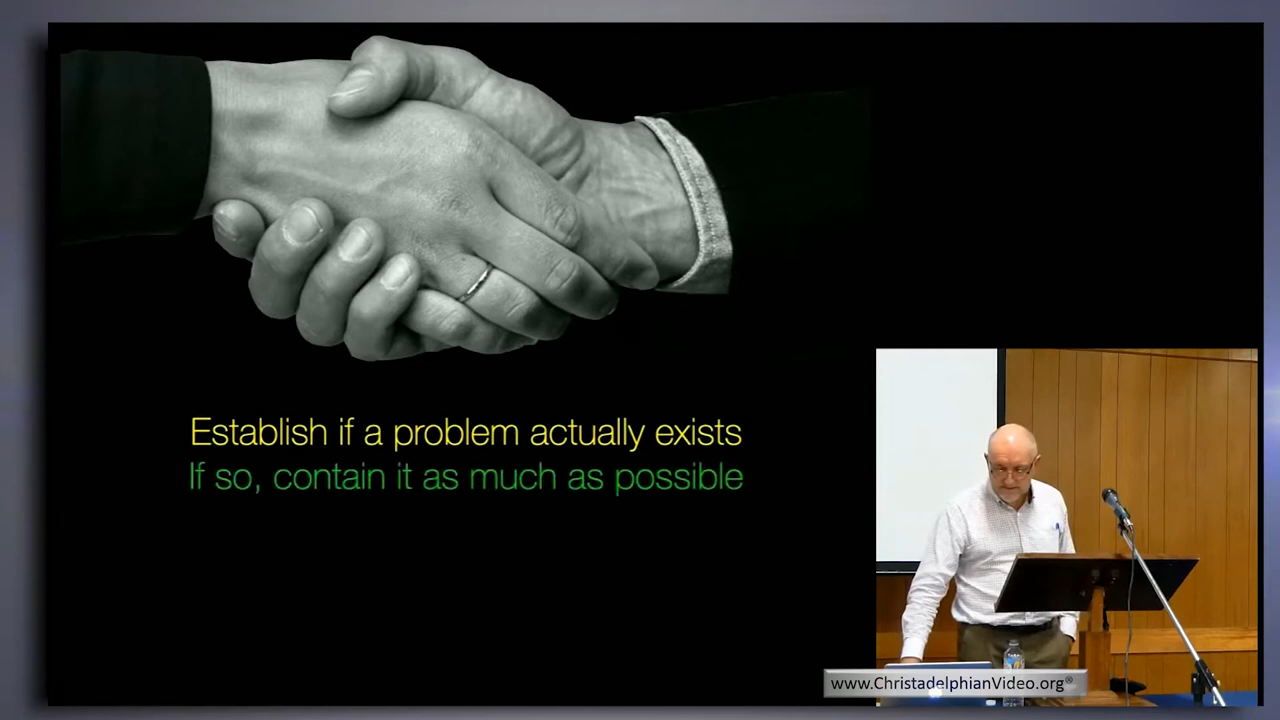 Establish if a problem actually exists
If so, contain it as much as possible
www.ChristadelphianVideo.org®